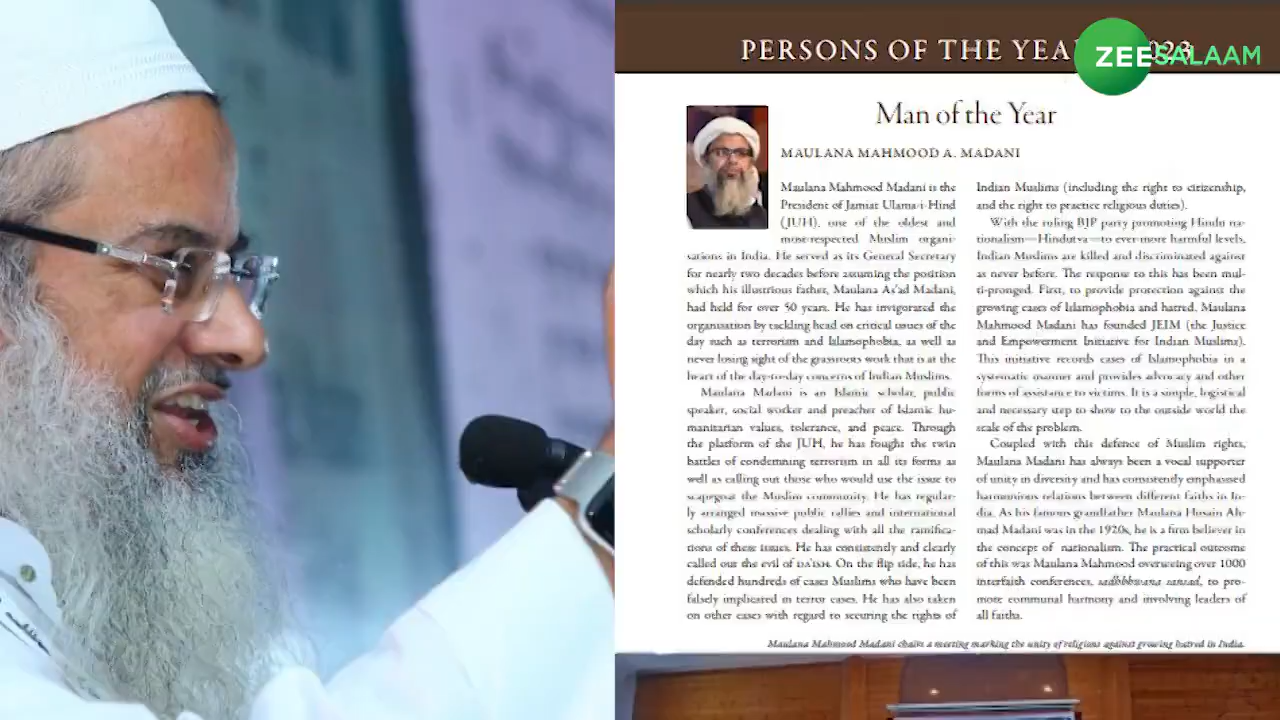 PERSONS OF THE YEA 23
ZEE SALAAM
Man of the Year
MAULANA MAHMOOD A. MADANI
Maulana Mahmood Madani is the
President of Jamiat Ulama-i-Hind
(JUH), one of the oldest and
most-respected Muslim organi-
sations in India. He served as its General Secretary
for nearly two decades before assuming the position
which his illustrious father, Maulana As'ad Madani,
had held for over 50 years. He has invigorated the
organisation by tackling head on critical issues of the
day such as terrorism and Islamophobia, as well as
never losing sight of the grassroots work that is at the
heart of the day-to-day concerns of Indian Muslims.
Maulana Madani is an Islamic scholar, public
speaker, social worker and preacher of Islamic hu-
manitarian values, tolerance, and peace. Through
the platform of the JUH, he has fought the twin
battles of condemning terrorism in all its forms as
well as calling out those who would use the issue to
scapegoat the Muslim community. He has regular-
ly arranged massive public rallies and international
scholarly conferences dealing with all the ramifica-
tions of these issues. He has consistently and clearly
called out the evil of DA'ISH. On the flip side, he has
defended hundreds of cases Muslims who have been
falsely implicated in terror cases. He has also taken
on other cases with regard to securing the rights of
Indian Muslims (including the right to citizenship,
and the right to practice religious duties).
With the ruling BJP party promoting Hindu na-
tionalism—Hindutva—to ever-more harmful levels,
Indian Muslims are killed and discriminated against
as never before. The response to this has been mul-
ti-pronged. First, to provide protection against the
growing cases of Islamophobia and hatred, Maulana
Mahmood Madani has founded JEIM (the Justice
and Empowerment Initiative for Indian Muslims).
This initiative records cases of Islamophobia in a
systematic manner and provides advocacy and other
forms of assistance to victims. It is a simple, logistical
and necessary step to show to the outside world the
scale of the problem.
Coupled with this defence of Muslim rights,
Maulana Madani has always been a vocal supporter
of unity in diversity and has consistently emphasised
harmonious relations between different faiths in In-
dia. As his famous grandfather Maulana Husain Ah-
mad Madani was in the 1920s, he is a firm believer in
the concept of nationalism. The practical outcome
of this was Maulana Mahmood overseeing over 1000
interfaith conferences, sadhbhwana sansad, to pro-
mote communal harmony and involving leaders of
all faiths.
Maulana Mahmood Madani chairs a meeting marking the unity of religions against growing hatred in India.